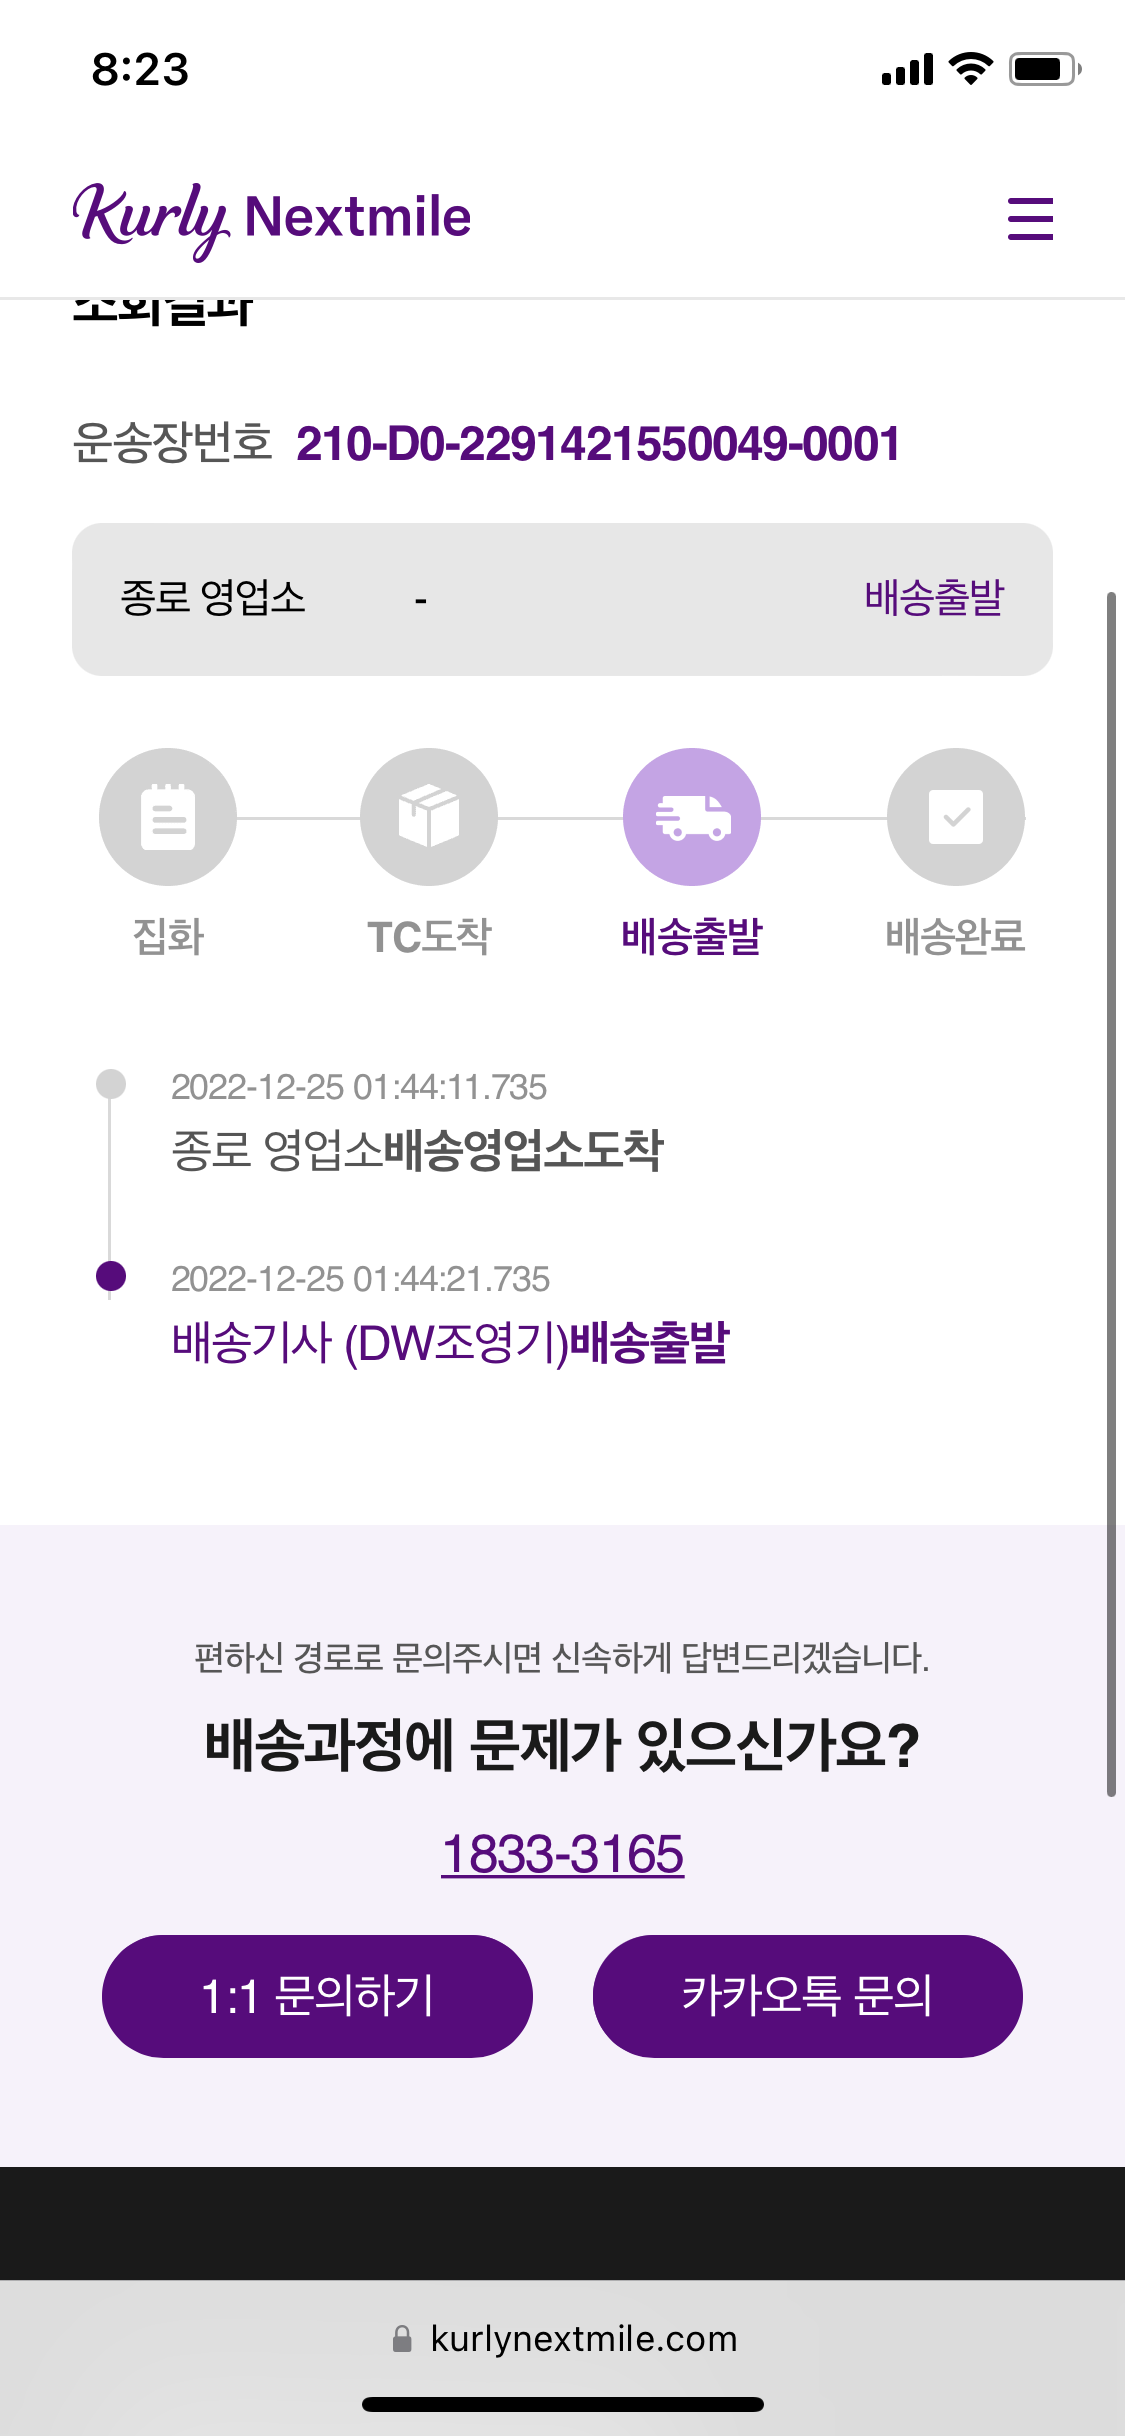 8:23
Kurly Nextmile
조회결과
운송장번호 210-D0-2291421550049-0001
종로 영업소 - 배송출발
집화 TC도착 배송출발 배송완료
2022-12-25 01:44:11.735
종로 영업소배송영업소도착
2022-12-25 01:44:21.735
배송기사 (DW조영기)배송출발
편하신 경로로 문의주시면 신속하게 답변드리겠습니다.
배송과정에 문제가 있으신가요?
1833-3165
1:1 문의하기 카카오톡 문의
kurlynextmile.com